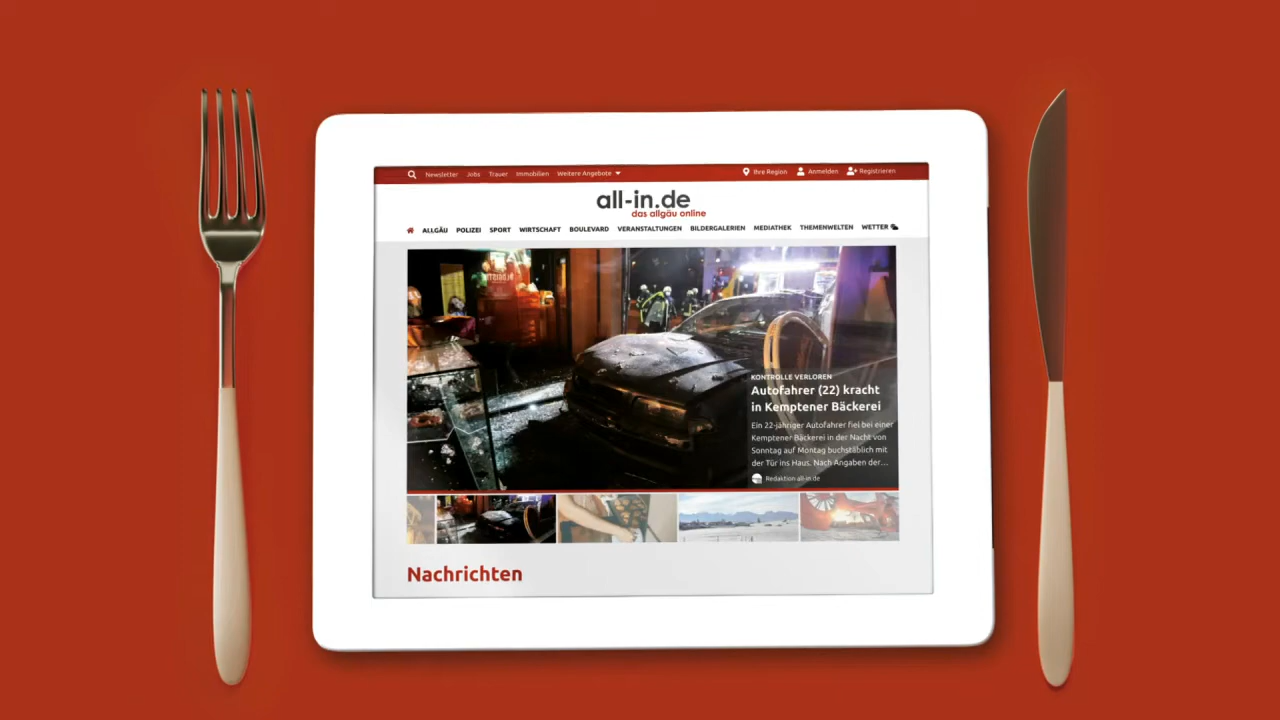 Newsletter Jobs Trauer Immobilien Weitere Angebote Ihre Region Anmelden Registrieren
all-in.de
das allgäu online
ALLGÄU POLIZEI SPORT WIRTSCHAFT BOULEVARD VERANSTALTUNGEN BILDERGALERIEN MEDIATHEK THEMENWELTEN WETTER
KONTROLLE VERLOREN
Autofahrer (22) kracht
in Kemptener Bäckerei
Ein 22-jähriger Autofahrer fiel bei einer
Kemptener Bäckerei in der Nacht von
Sonntag auf Montag buchstäblich mit
der Tür ins Haus. Nach Angaben der...
Redaktion all-in.de
Nachrichten